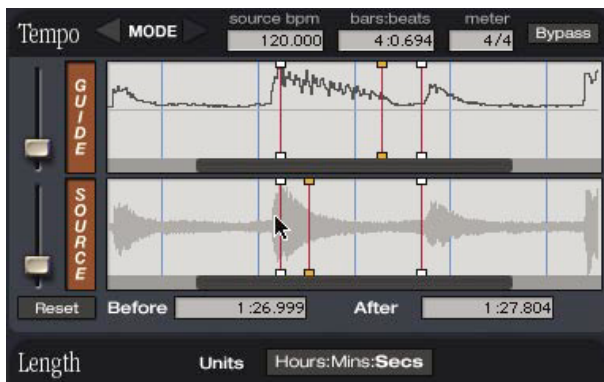 source bpm bars:beats meter
Tempo MODE 120.000 4:0.694 4/4 Bypass
GUIDE
SOURCE
Reset Before 1:26.999 After 1:27.804
Length Units Hours:Mins:Secs